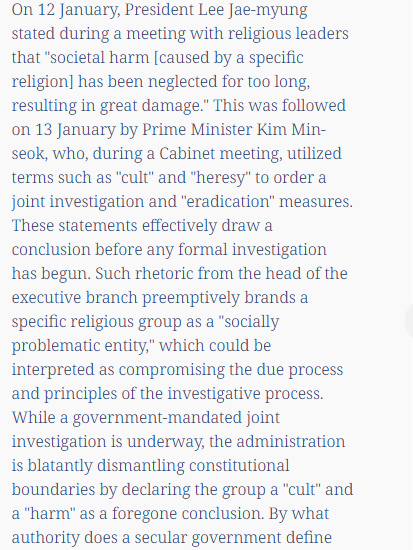 On 12 January, President Lee Jae-myung
stated during a meeting with religious leaders
that "societal harm [caused by a specific
religion] has been neglected for too long,
resulting in great damage." This was followed
on 13 January by Prime Minister Kim Min-
seok, who, during a Cabinet meeting, utilized
terms such as "cult" and "heresy" to order a
joint investigation and "eradication" measures.
These statements effectively draw a
conclusion before any formal investigation
has begun. Such rhetoric from the head of the
executive branch preemptively brands a
specific religious group as a "socially
problematic entity," which could be
interpreted as compromising the due process
and principles of the investigative process.
While a government-mandated joint
investigation is underway, the administration
is blatantly dismantling constitutional
boundaries by declaring the group a "cult" and
a "harm" as a foregone conclusion. By what
authority does a secular government define